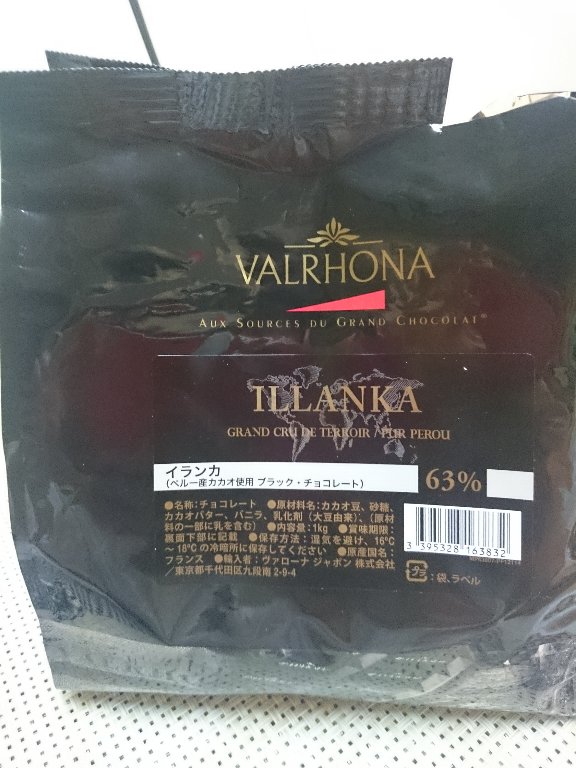 VALRHONA
AUX SOURCES DU GRAND CHOCOLAT®
ILLANKA
GRAND CRU DE TERROIR / PUR PEROU
イランカ
(ペルー産カカオ使用 ブラック・チョコレート)
63%
●名称:チョコレート ●原材料名:カカオ豆、砂糖、
カカオバター、バニラ、乳化剤(大豆由来)、(原材
料の一部に乳を含む) ●内容量:1kg ●賞味期限:
裏面下部に記載 ●保存方法:湿気を避け、16℃
～18℃の冷暗所に保存してください ●原産国名:
フランス ●輸入者:ヴァローナ ジャポン 株式会社
/東京都千代田区九段南 2-9-4
3 395328 163832
プラ:袋、ラベル